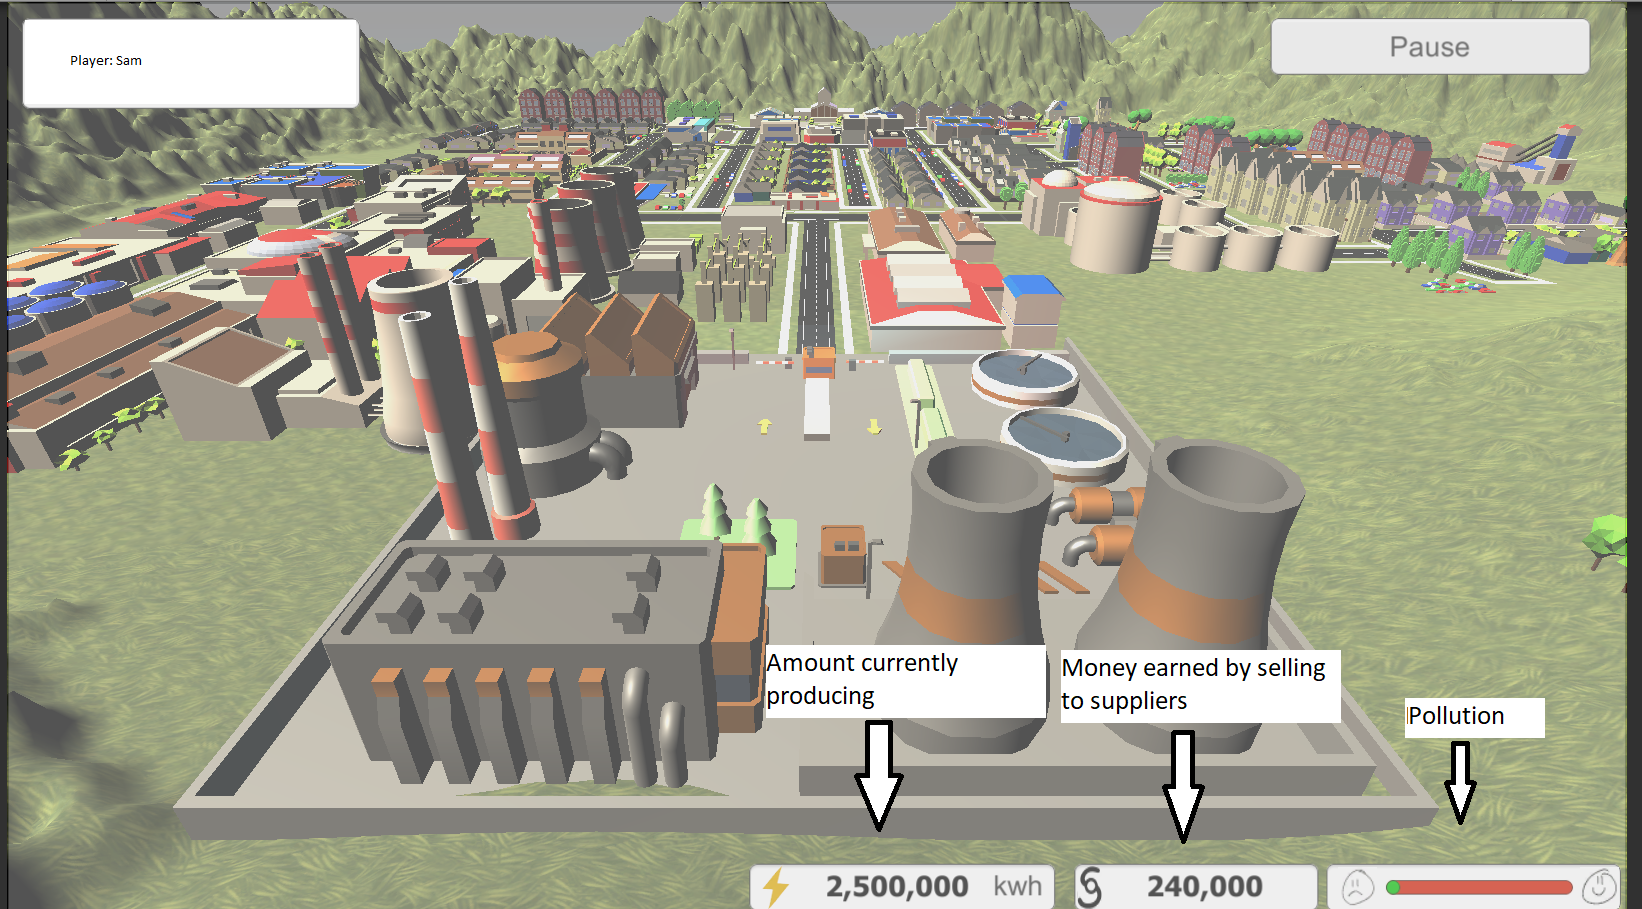 Player: Sam
Pause
Amount currently
producing
Money earned by selling
to suppliers
Pollution
2,500,000 kwh
240,000